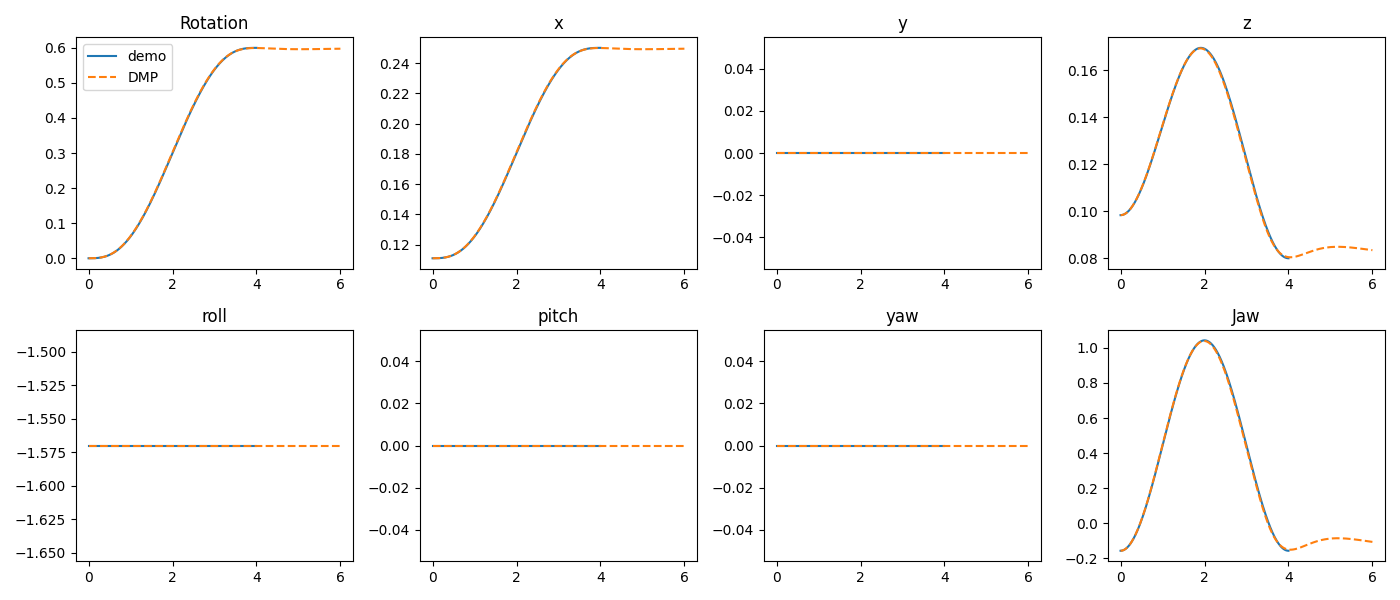 Rotation
demo
DMP
0.6
0.5
0.4
0.3
0.2
0.1
0.0
0 2 4 6
x
0.24
0.22
0.20
0.18
0.16
0.14
0.12
0 2 4 6
y
0.04
0.02
0.00
−0.02
−0.04
0 2 4 6
z
0.16
0.14
0.12
0.10
0.08
0 2 4 6
roll
−1.500
−1.525
−1.550
−1.575
−1.600
−1.625
−1.650
0 2 4 6
pitch
0.04
0.02
0.00
−0.02
−0.04
0 2 4 6
yaw
0.04
0.02
0.00
−0.02
−0.04
0 2 4 6
Jaw
1.0
0.8
0.6
0.4
0.2
0.0
−0.2
0 2 4 6